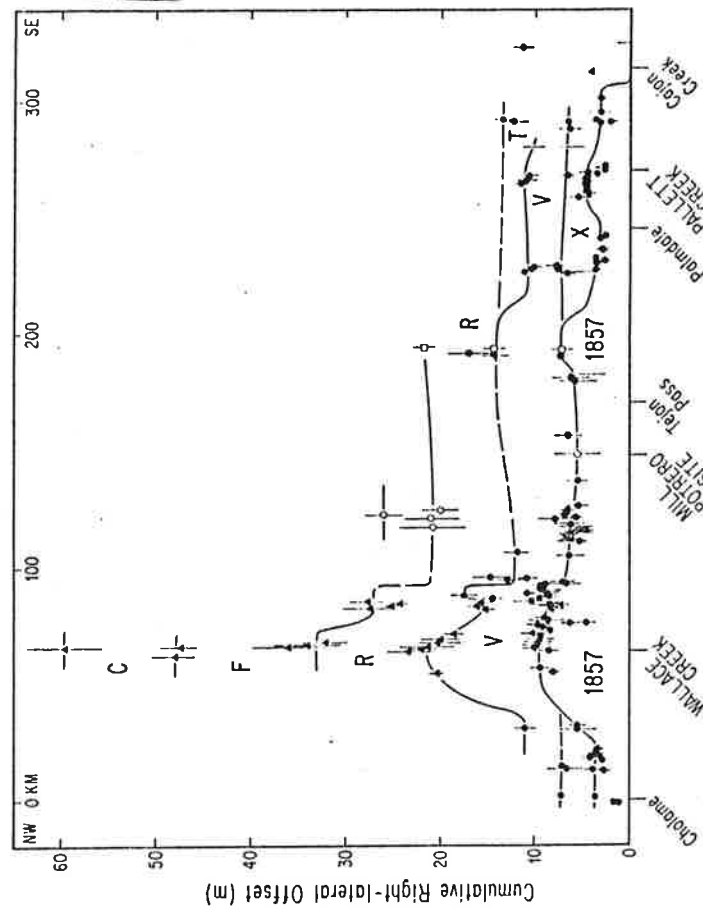 NW 0 KM
100
200
300
SE
Cumulative Right-lateral Offset (m)
60
50
40
30
20
10
0
C
F
R
V
1857
R
1857
X
V
T
Cholame
WALLACE
CREEK
MILL
POTRERO
SITE
Tejon
Pass
Palmdale
PALLETT
CREEK
Cajon
Creek